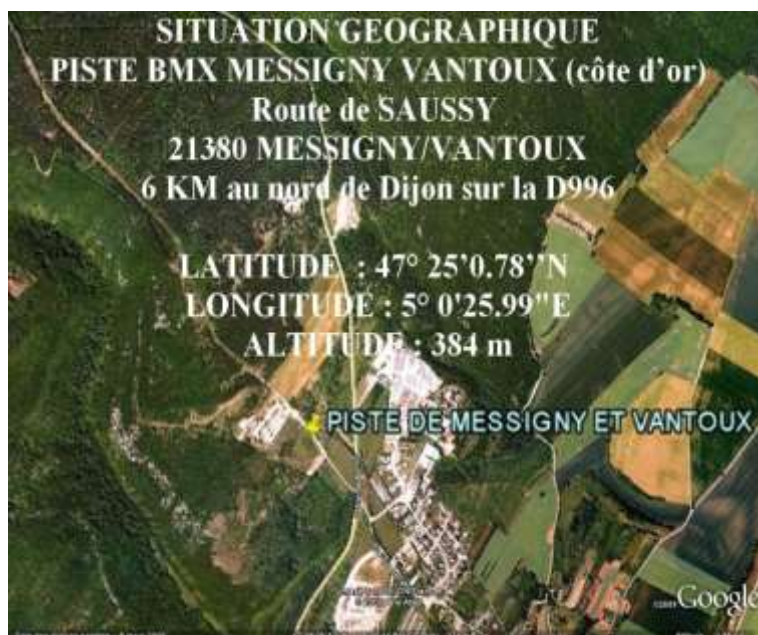 SITUATION GEOGRAPHIQUE
PISTE BMX MESSIGNY VANTOUX (côte d'or)
Route de SAUSSY
21380 MESSIGNY/VANTOUX
6 KM au nord de Dijon sur la D996
LATITUDE : 47° 25'0.78''N
LONGITUDE : 5° 0'25.99"E
ALTITUDE : 384 m
PISTE DE MESSIGNY ET VANTOUX
©2009 Google